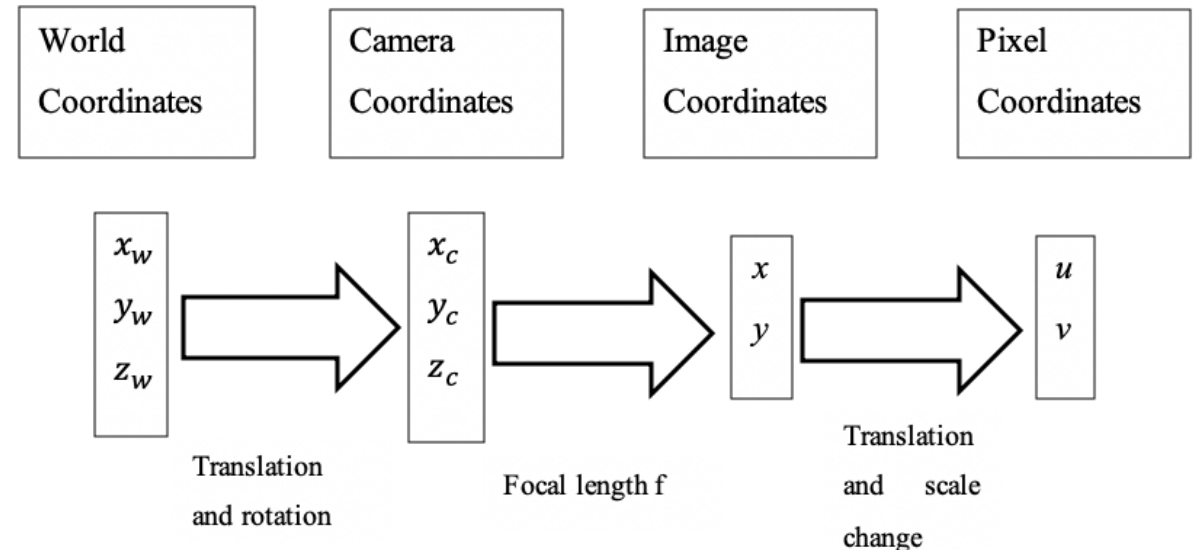 World
Coordinates
Camera
Coordinates
Image
Coordinates
Pixel
Coordinates
x_w
y_w
z_w
x_c
y_c
z_c
x
y
u
v
Translation
and rotation
Focal length f
Translation
and scale
change